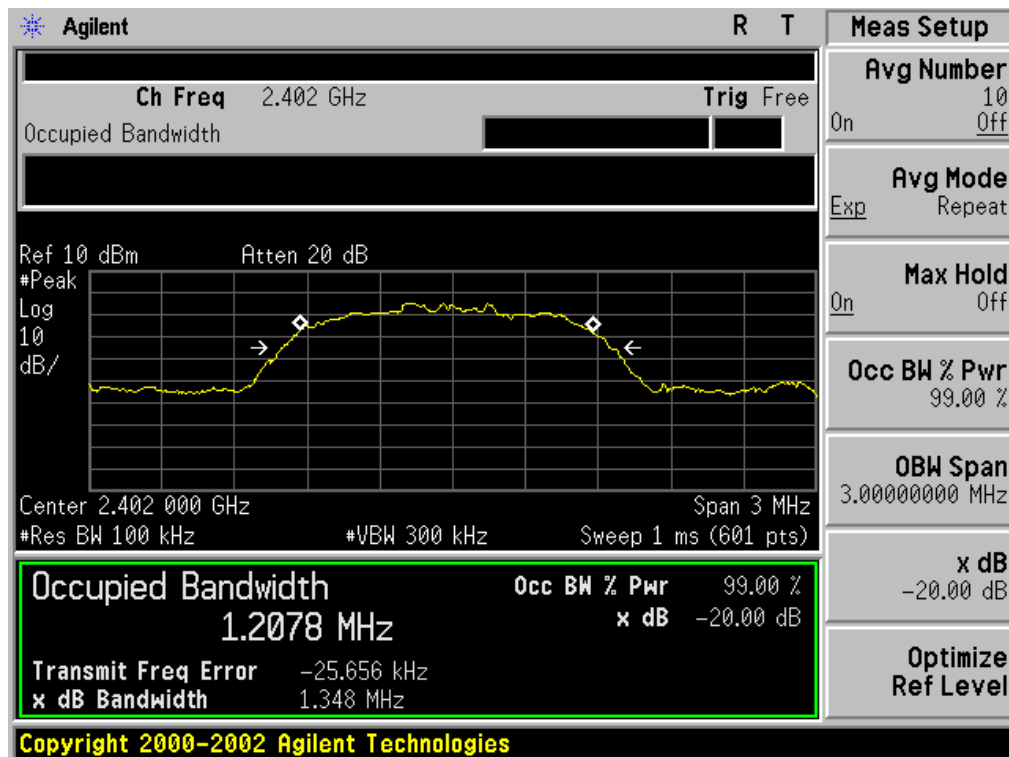 Agilent R T Meas Setup
Ch Freq 2.402 GHz Trig Free
Occupied Bandwidth
Avg Number
10
On Off
Avg Mode
Exp Repeat
Max Hold
On Off
Occ BW % Pwr
99.00 %
OBW Span
3.00000000 MHz
x dB
-20.00 dB
Optimize
Ref Level
Ref 10 dBm Atten 20 dB
#Peak
Log
10
dB/
Center 2.402 000 GHz Span 3 MHz
#Res BW 100 kHz #VBW 300 kHz Sweep 1 ms (601 pts)
Occupied Bandwidth Occ BW % Pwr 99.00 %
1.2078 MHz x dB -20.00 dB
Transmit Freq Error -25.656 kHz
x dB Bandwidth 1.348 MHz
Copyright 2000-2002 Agilent Technologies